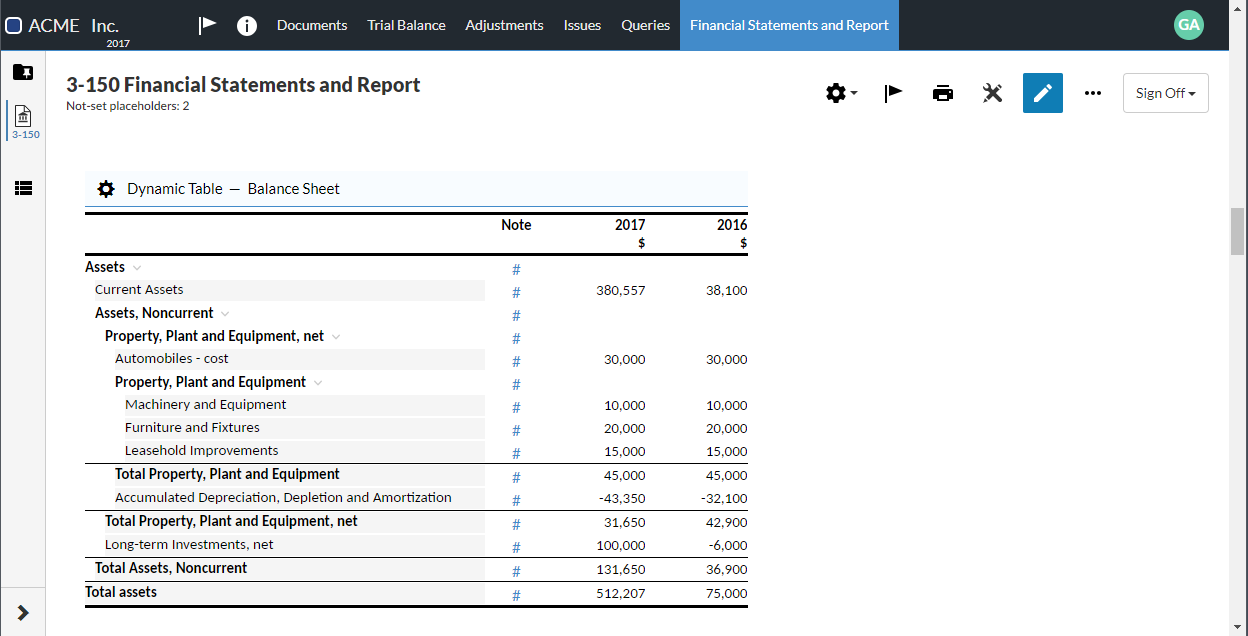 ACME Inc.
2017
Documents Trial Balance Adjustments Issues Queries Financial Statements and Report
GA
3-150 Financial Statements and Report
Not-set placeholders: 2
Sign Off
3-150
Dynamic Table — Balance Sheet
Note 2017 2016
$ $
Assets #
Current Assets # 380,557 38,100
Assets, Noncurrent #
Property, Plant and Equipment, net #
Automobiles - cost # 30,000 30,000
Property, Plant and Equipment #
Machinery and Equipment # 10,000 10,000
Furniture and Fixtures # 20,000 20,000
Leasehold Improvements # 15,000 15,000
Total Property, Plant and Equipment # 45,000 45,000
Accumulated Depreciation, Depletion and Amortization # -43,350 -32,100
Total Property, Plant and Equipment, net # 31,650 42,900
Long-term Investments, net # 100,000 -6,000
Total Assets, Noncurrent # 131,650 36,900
Total assets # 512,207 75,000